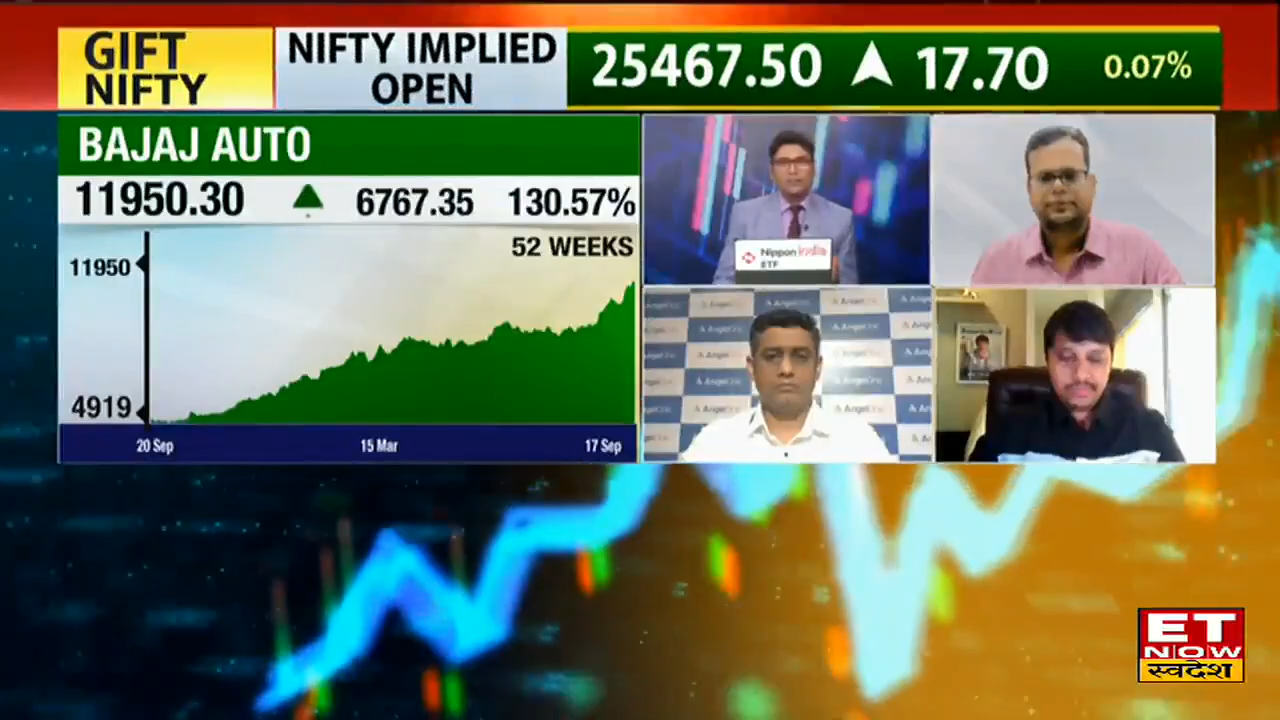 GIFT
NIFTY
NIFTY IMPLIED
OPEN
25467.50 17.70 0.07%
BAJAJ AUTO
11950.30 6767.35 130.57%
52 WEEKS
11950
4919
20 Sep 15 Mar 17 Sep
Nippon india
ETF
AngelOne
ET
NOW
स्वदेश